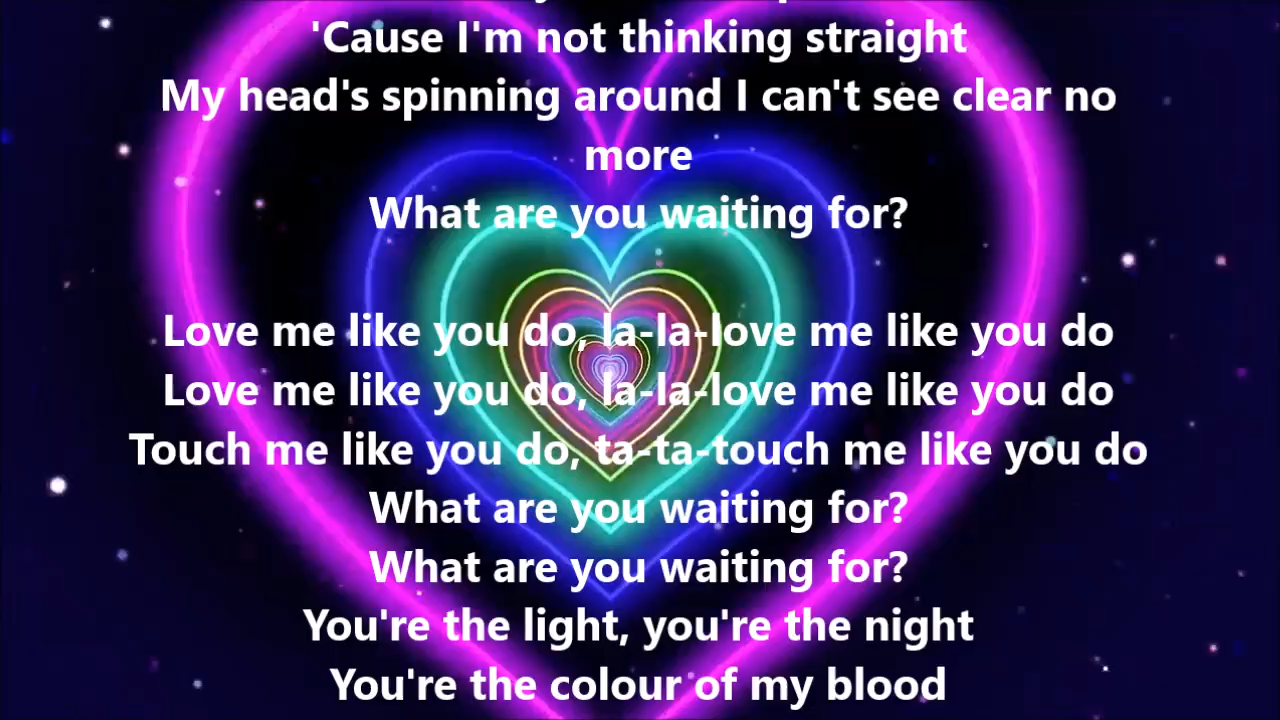 'Cause I'm not thinking straight
My head's spinning around I can't see clear no
more
What are you waiting for?
Love me like you do, la-la-love me like you do
Love me like you do, la-la-love me like you do
Touch me like you do, ta-ta-touch me like you do
What are you waiting for?
What are you waiting for?
You're the light, you're the night
You're the colour of my blood